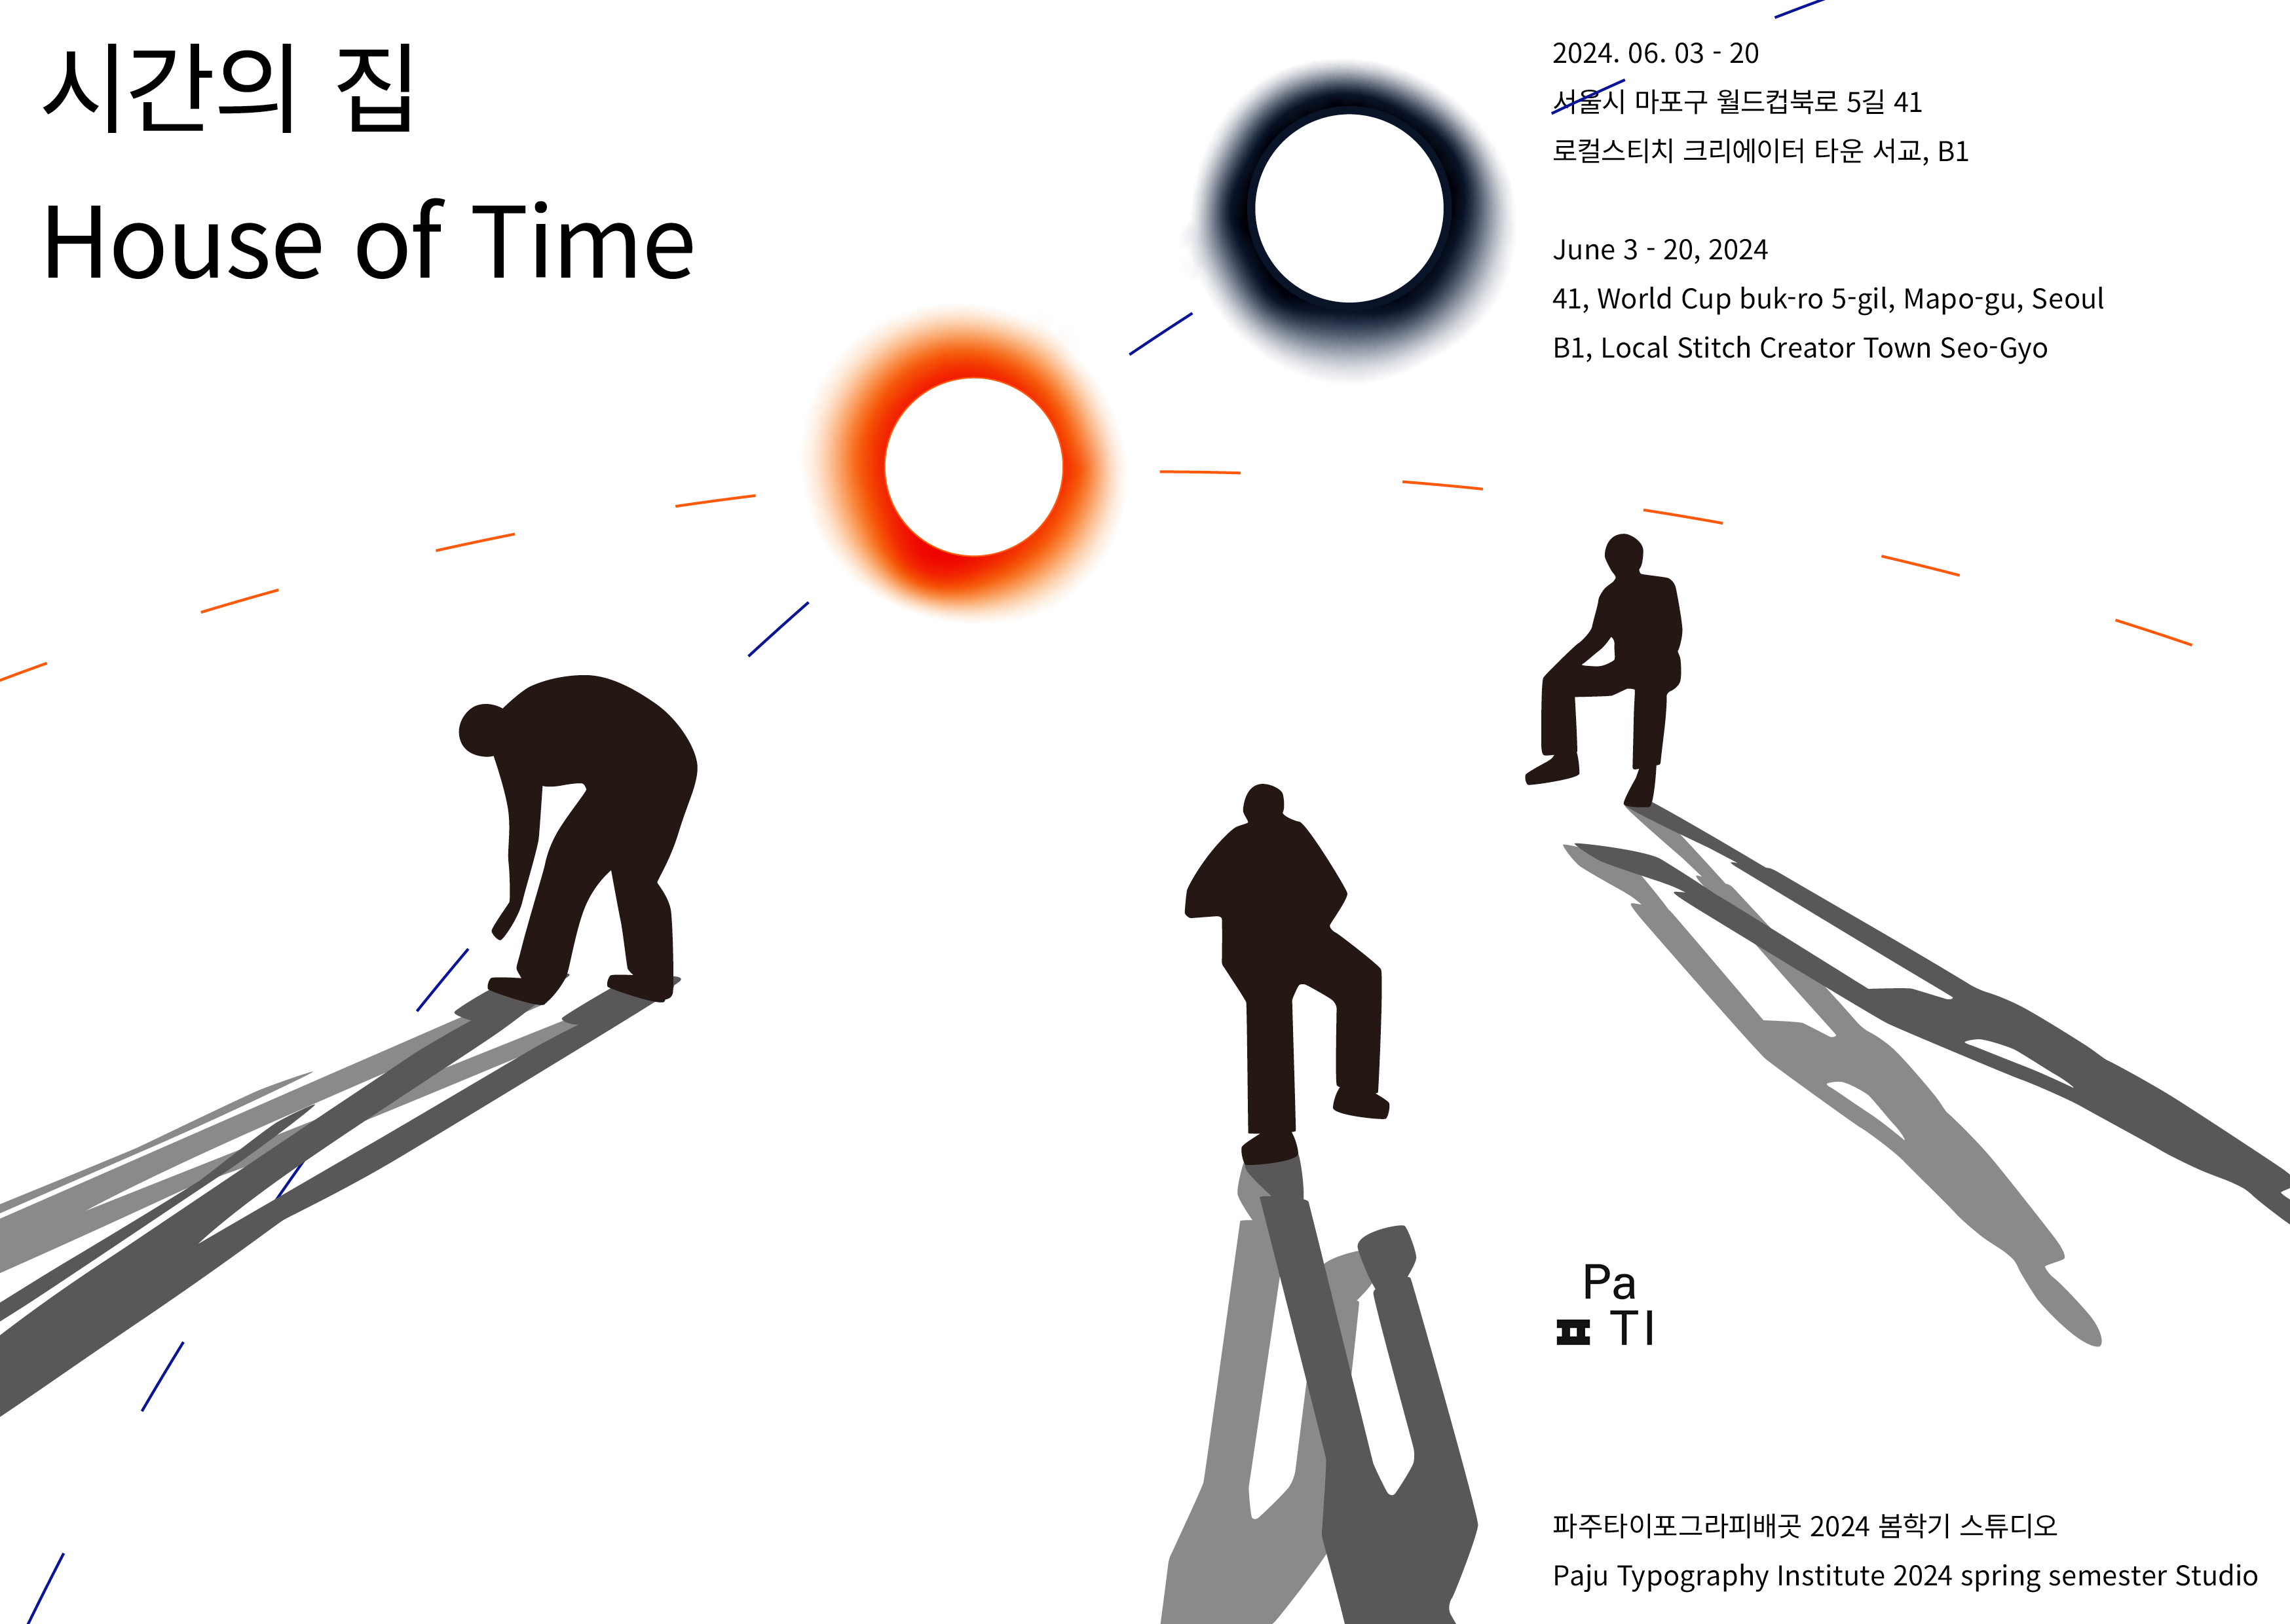 시간의 집
House of Time
2024. 06. 03 - 20
서울시 마포구 월드컵북로 5길 41
로컬스티치 크리에이터 타운 서교, B1
June 3 - 20, 2024
41, World Cup buk-ro 5-gil, Mapo-gu, Seoul
B1, Local Stitch Creator Town Seo-Gyo
Pa
TI
파주타이포그라피배곳 2024 봄학기 스튜디오
Paju Typography Institute 2024 spring semester Studio